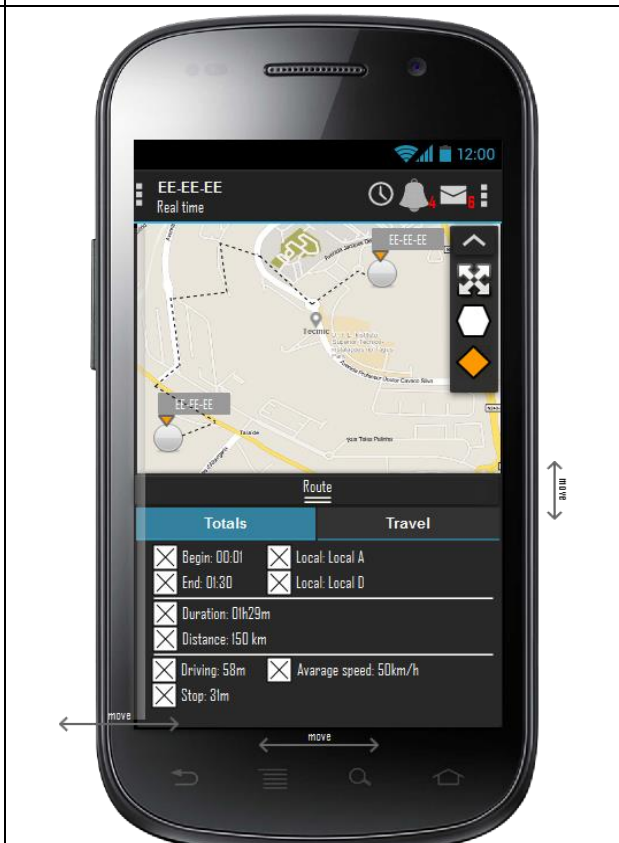 12:00
EE-EE-EE
Real time
4
6
EE-EE-EE
Tecmic
EE-EE-EE
Taguide
Route
move
Totals
Travel
Begin: 00:01
Local: Local A
End: 01:30
Local: Local D
Duration: 01h29m
Distance: 150 km
Driving: 58m
Avarage speed: 50km/h
Stop: 31m
move
move